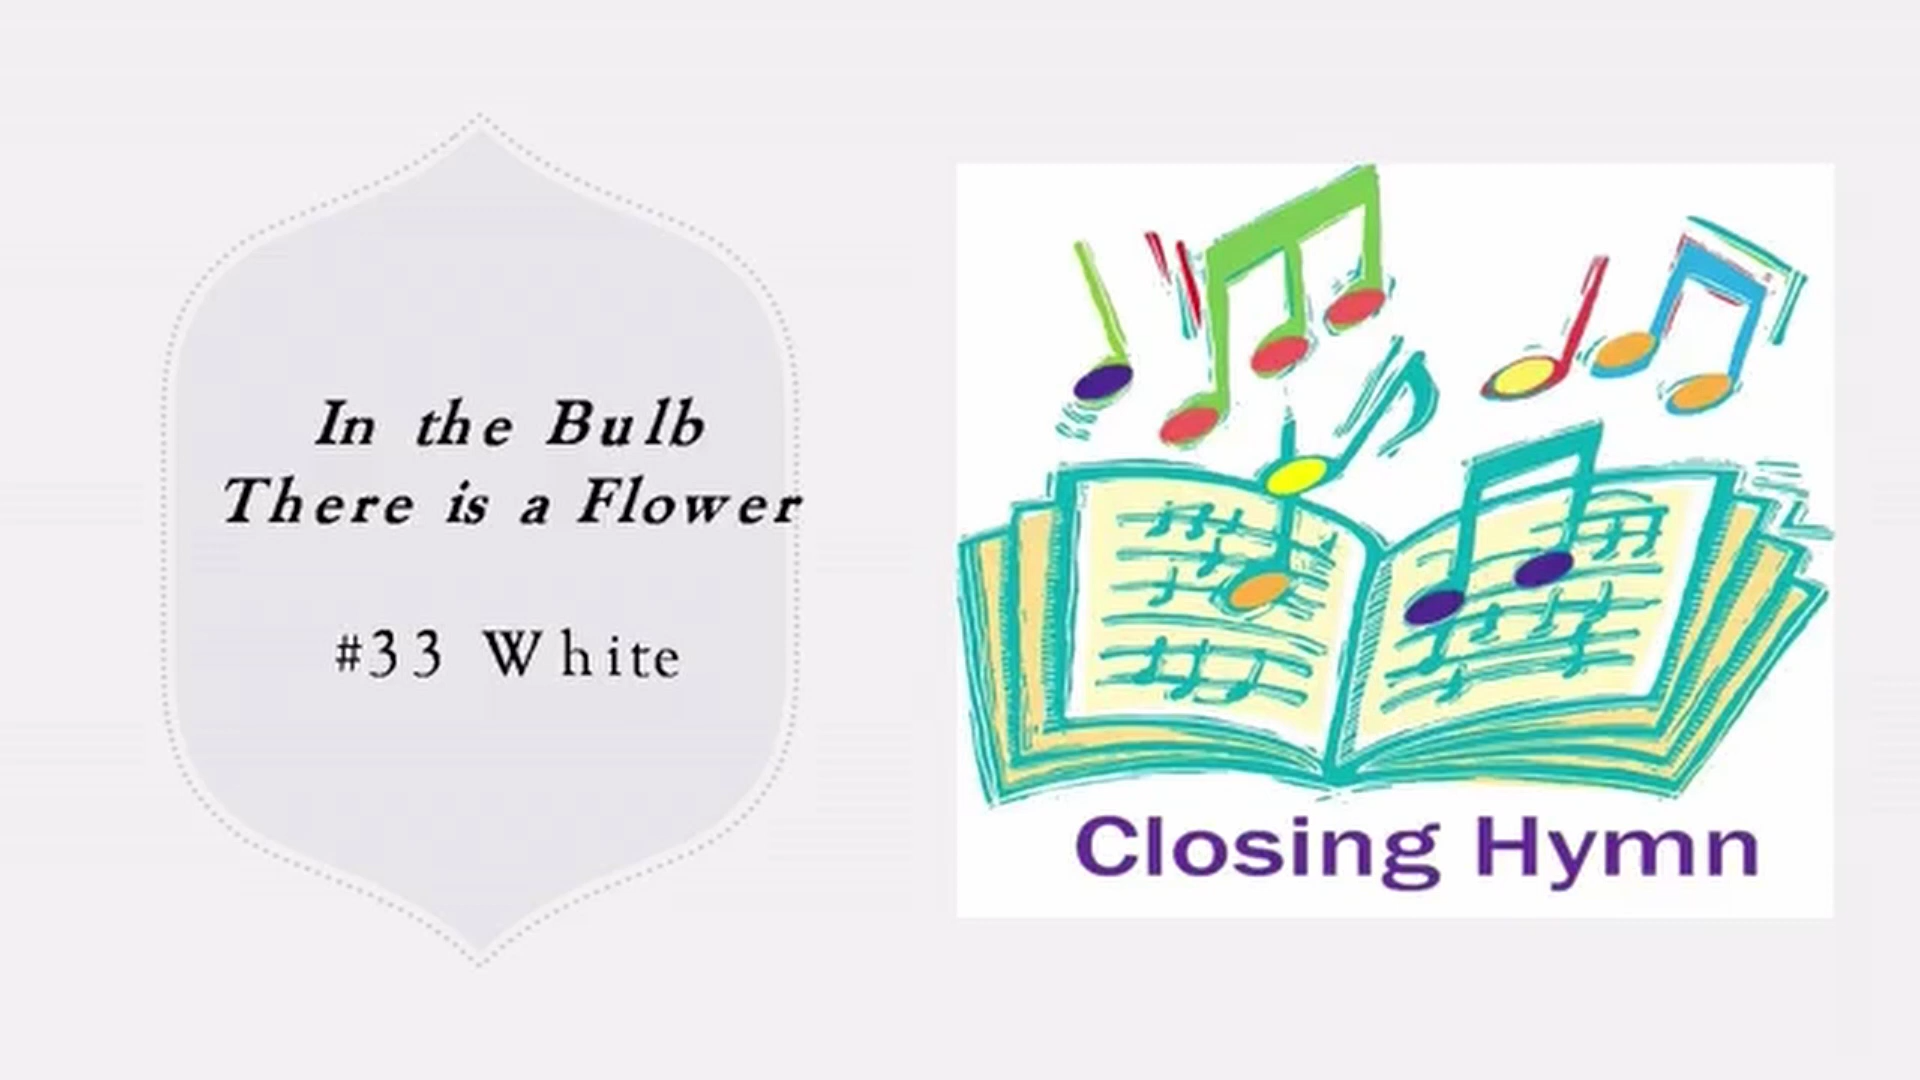 In the Bulb
There is a Flower
#33 White
Closing Hymn